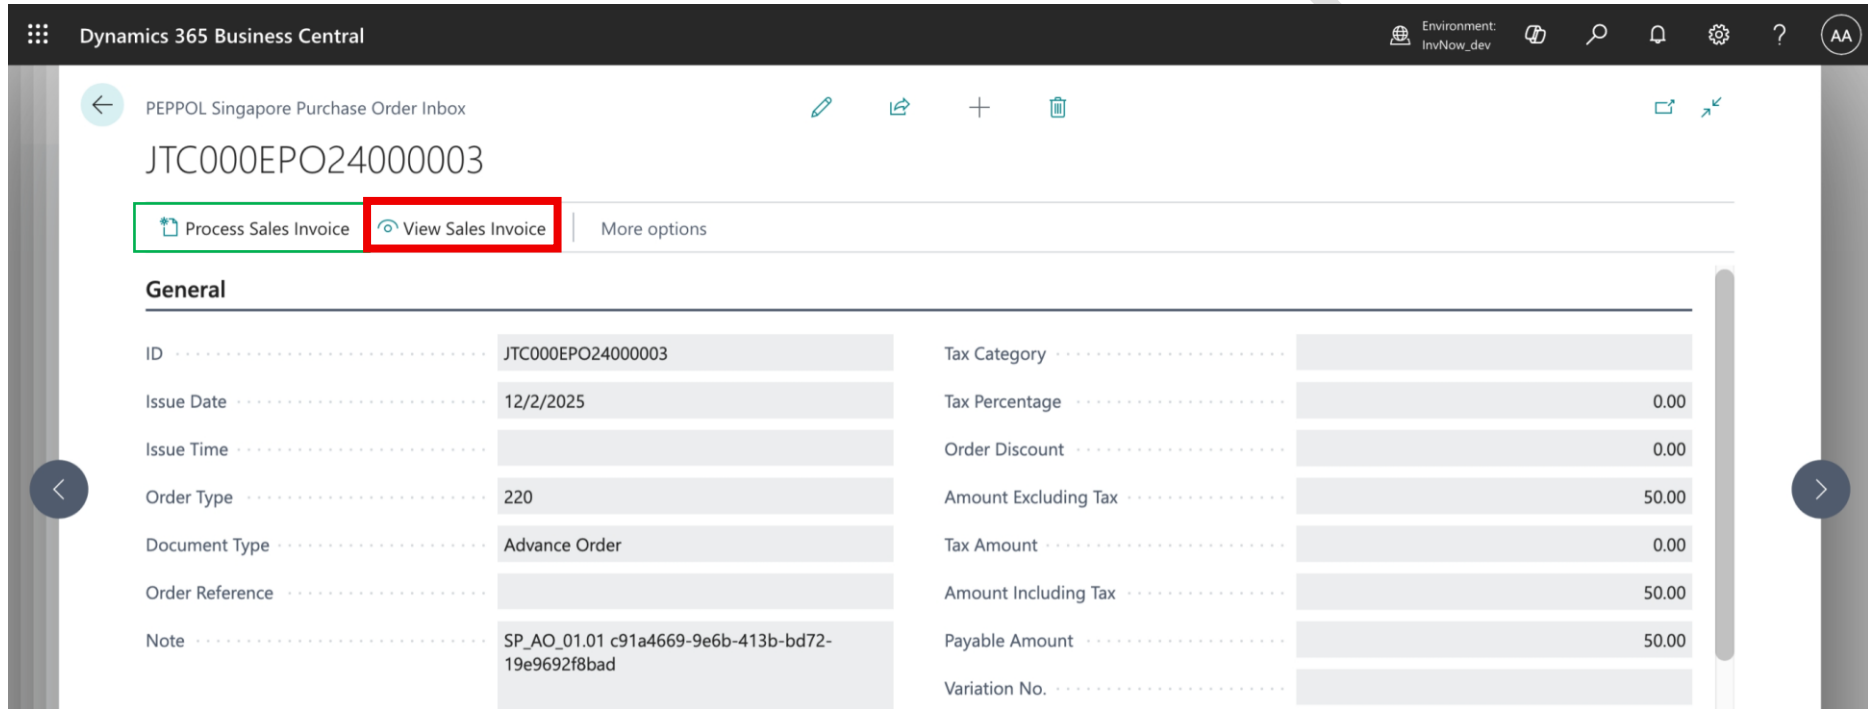 Dynamics 365 Business Central
Environment:
InvNow_dev
?
AA
PEPPOL Singapore Purchase Order Inbox
JTC000EPO24000003
Process Sales Invoice
View Sales Invoice
More options
General
ID JTC000EPO24000003
Issue Date 12/2/2025
Issue Time
Order Type 220
Document Type Advance Order
Order Reference
Note SP_AO_01.01 c91a4669-9e6b-413b-bd72-
19e9692f8bad
Tax Category
Tax Percentage 0.00
Order Discount 0.00
Amount Excluding Tax 50.00
Tax Amount 0.00
Amount Including Tax 50.00
Payable Amount 50.00
Variation No.